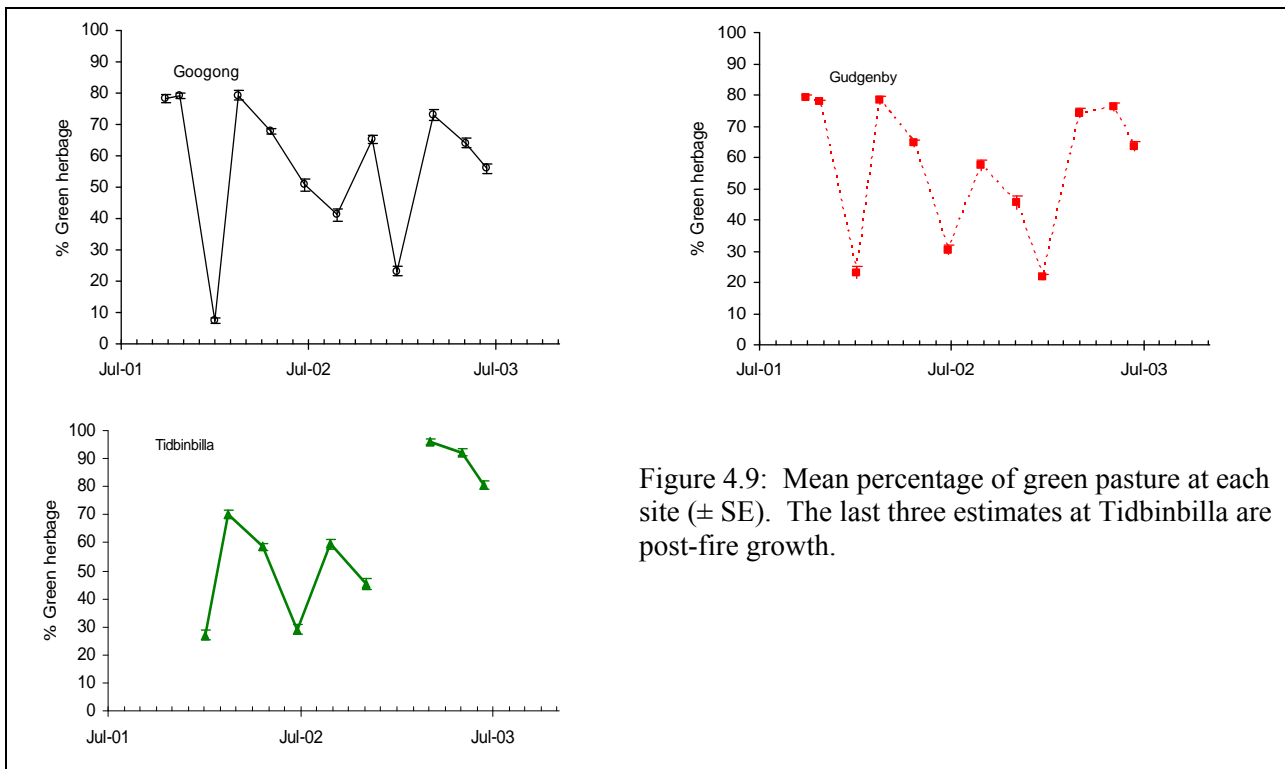 Googong
% Green herbage
100
90
80
70
60
50
40
30
20
10
0
Jul-01 Jul-02 Jul-03
Gudgenby
% Green herbage
100
90
80
70
60
50
40
30
20
10
0
Jul-01 Jul-02 Jul-03
Tidbinbilla
% Green herbage
100
90
80
70
60
50
40
30
20
10
0
Jul-01 Jul-02 Jul-03
Figure 4.9: Mean percentage of green pasture at each
site (± SE). The last three estimates at Tidbinbilla are
post-fire growth.